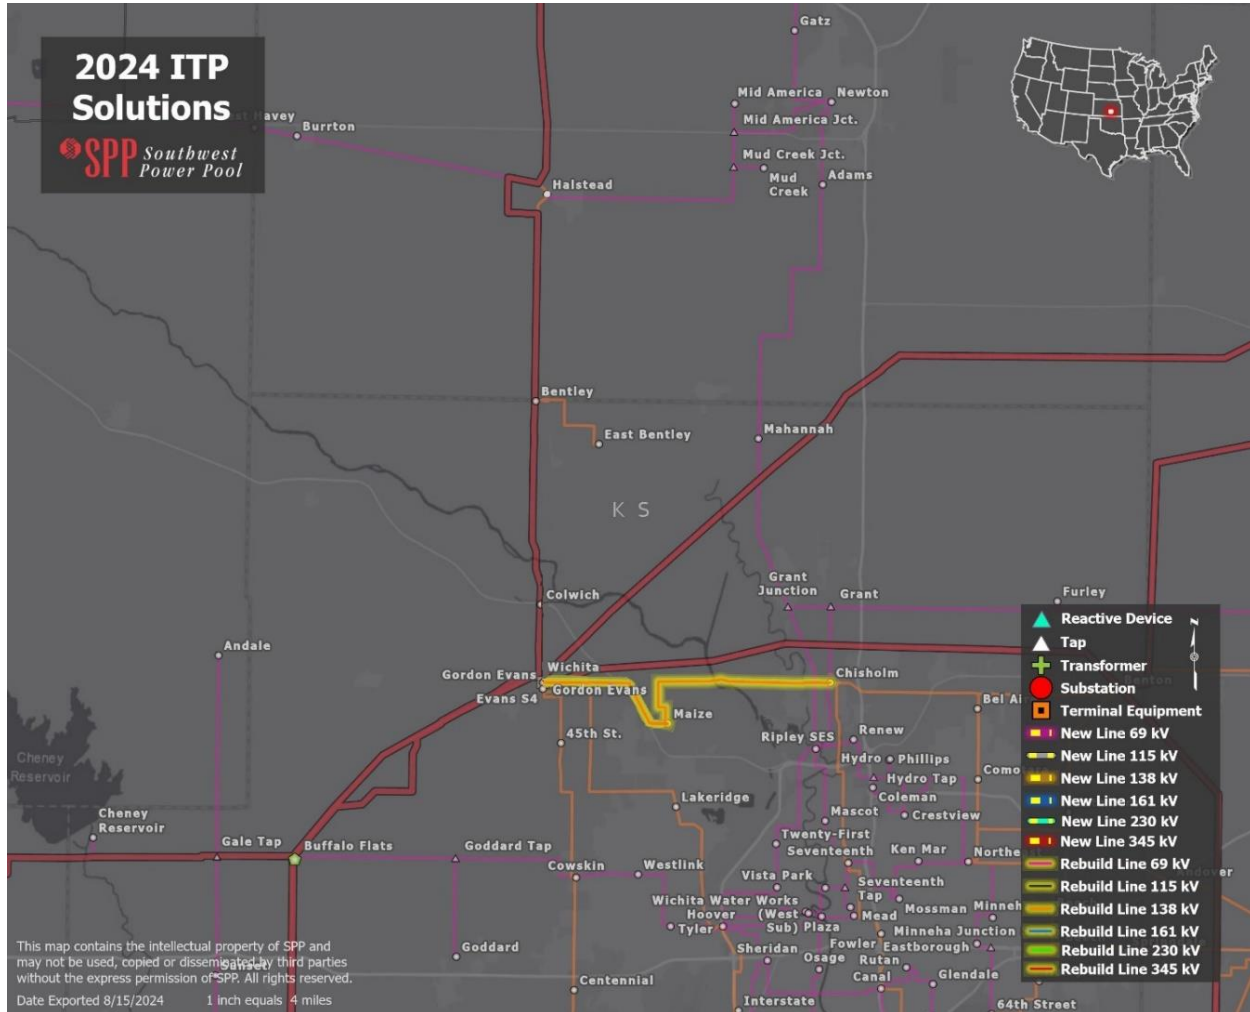 2024 ITP
Solutions
SPP Southwest
Power Pool
Gatz
Mid America
Newton
Mid America Jct.
Havey
Burrton
Mud Creek Jct.
Mud
Creek
Adams
Halstead
Bentley
East Bentley
Mahannah
K S
Grant
Junction
Grant
Furley
Colwich
Andale
Wichita
Gordon Evans
Gordon Evans
Evans S4
Chisholm
Benton
Maize
Bel Aire
45th St.
Ripley SES
Renew
Hydro
Phillips
Hydro Tap
Coleman
Cheney
Reservoir
Lakeridge
Mascot
Crestview
Cheney
Reservoir
Twenty-First
Gale Tap
Buffalo Flats
Goddard Tap
Seventeenth
Ken Mar
Cowskin
Westlink
Andover
Vista Park
Seventeenth
Tap
Wichita Water Works
Hoover
(West
Sub)
Plaza
Mead
Mossman
Tyler
Minneha Junction
Fowler
Eastborough
Goddard
Sheridan
Osage
Rutan
Canal
Glendale
Sunset
Centennial
Interstate
64th Street
Reactive Device
N
Tap
Transformer
Substation
Terminal Equipment
New Line 69 kV
New Line 115 kV
New Line 138 kV
New Line 161 kV
New Line 230 kV
New Line 345 kV
Rebuild Line 69 kV
Rebuild Line 115 kV
Rebuild Line 138 kV
Rebuild Line 161 kV
Rebuild Line 230 kV
Rebuild Line 345 kV
This map contains the intellectual property of SPP and
may not be used, copied or disseminated by third parties
without the express permission of SPP. All rights reserved.
Date Exported 8/15/2024 1 inch equals 4 miles